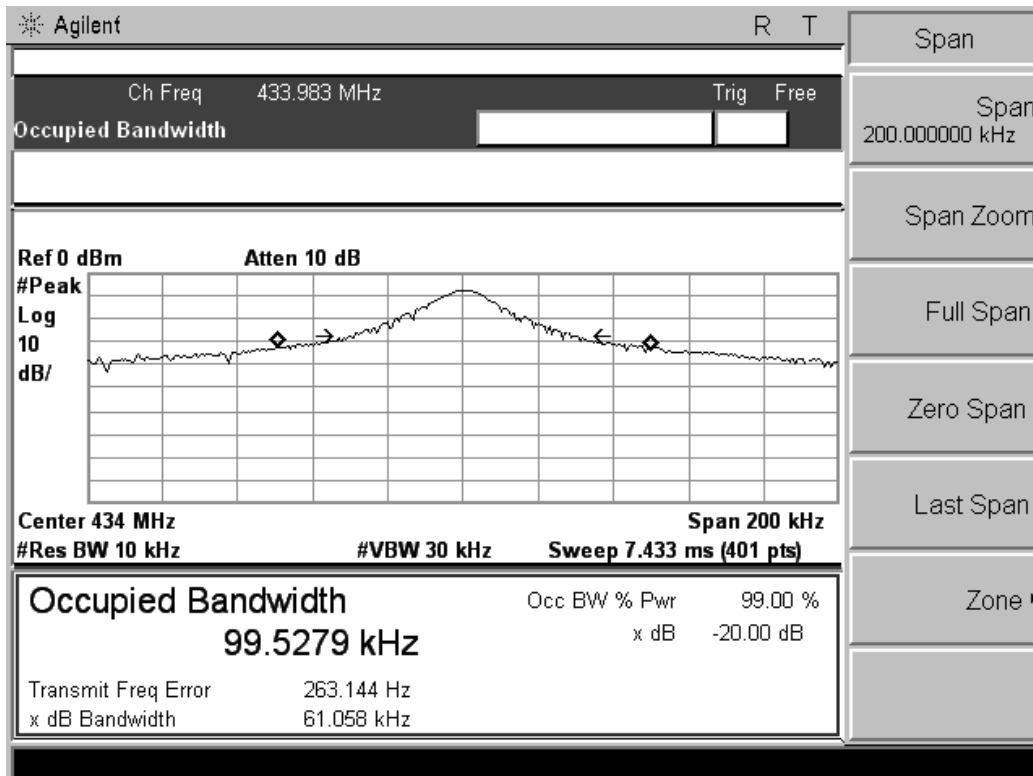 Agilent R T
Ch Freq 433.983 MHz Trig Free
Occupied Bandwidth
Ref 0 dBm Atten 10 dB
#Peak
Log
10
dB/
Center 434 MHz Span 200 kHz
#Res BW 10 kHz #VBW 30 kHz Sweep 7.433 ms (401 pts)
Occupied Bandwidth
99.5279 kHz
Occ BW % Pwr 99.00 %
x dB -20.00 dB
Transmit Freq Error 263.144 Hz
x dB Bandwidth 61.058 kHz
Span
Span
200.000000 kHz
Span Zoom
Full Span
Zero Span
Last Span
Zone